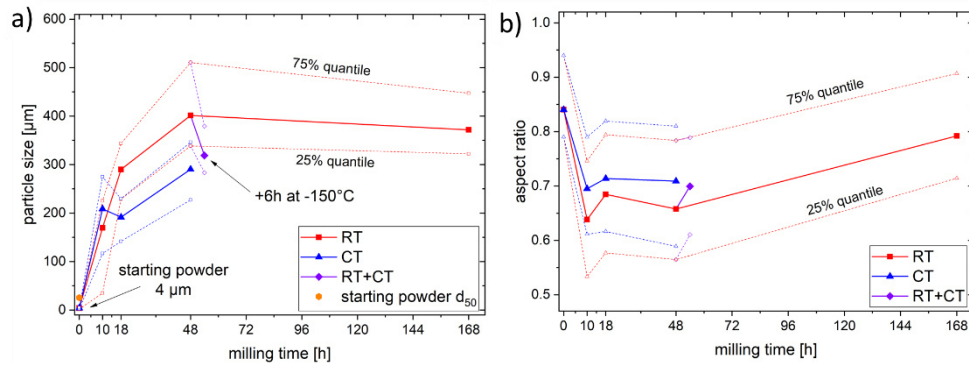 a)
600
500
400
300
200
100
0
particle size [µm]
75% quantile
25% quantile
+6h at -150°C
starting powder
4 µm
RT
CT
RT+CT
starting powder d50
0 10 18 48 72 96 120 144 168
milling time [h]
b)
1.0
0.9
0.8
0.7
0.6
0.5
aspect ratio
75% quantile
25% quantile
RT
CT
RT+CT
0 10 18 48 72 96 120 144 168
milling time [h]